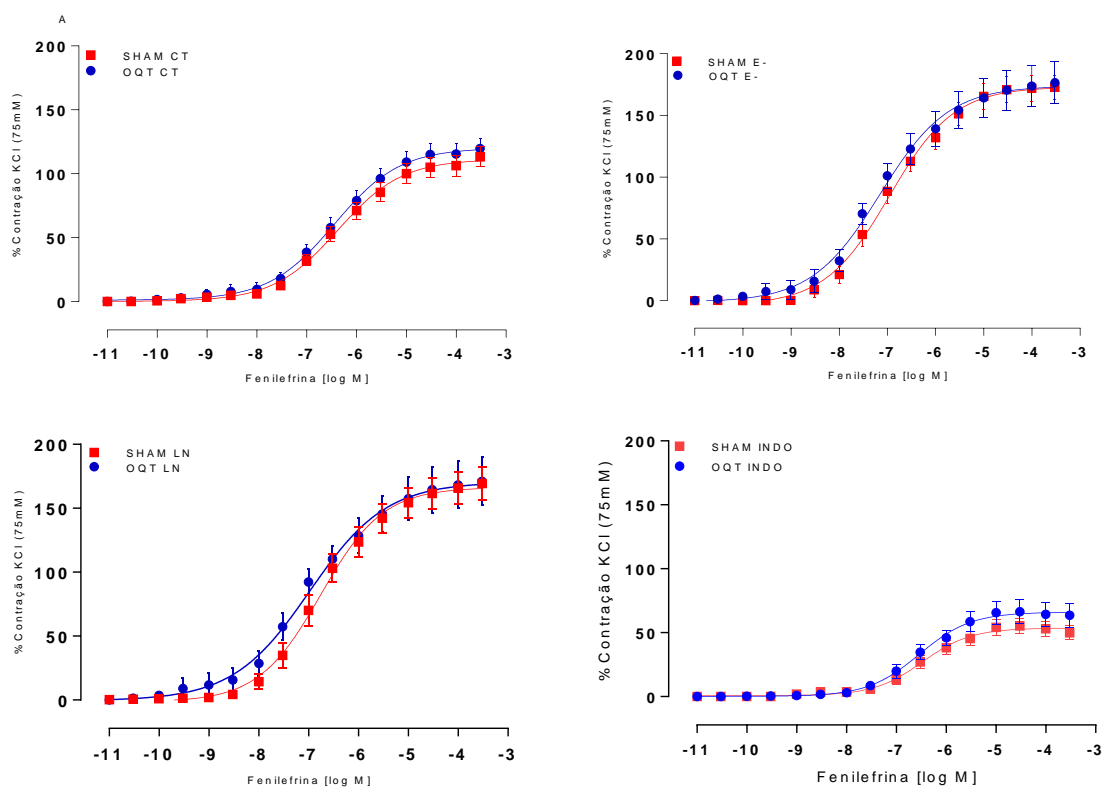 A
200
150
100
50
0
%Contração KCl (75mM)
SHAM CT
OQT CT
-11 -10 -9 -8 -7 -6 -5 -4 -3
Fenilefrina [log M]
200
150
100
50
0
%Contração KCl (75mM)
SHAM E-
OQT E-
-11 -10 -9 -8 -7 -6 -5 -4 -3
Fenilefrina [log M]
200
150
100
50
0
%Contração KCl (75mM)
SHAM LN
OQT LN
-11 -10 -9 -8 -7 -6 -5 -4 -3
Fenilefrina [log M]
200
150
100
50
0
%Contração KCl (75mM)
SHAM INDO
OQT INDO
-11 -10 -9 -8 -7 -6 -5 -4 -3
Fenilefrina [log M]